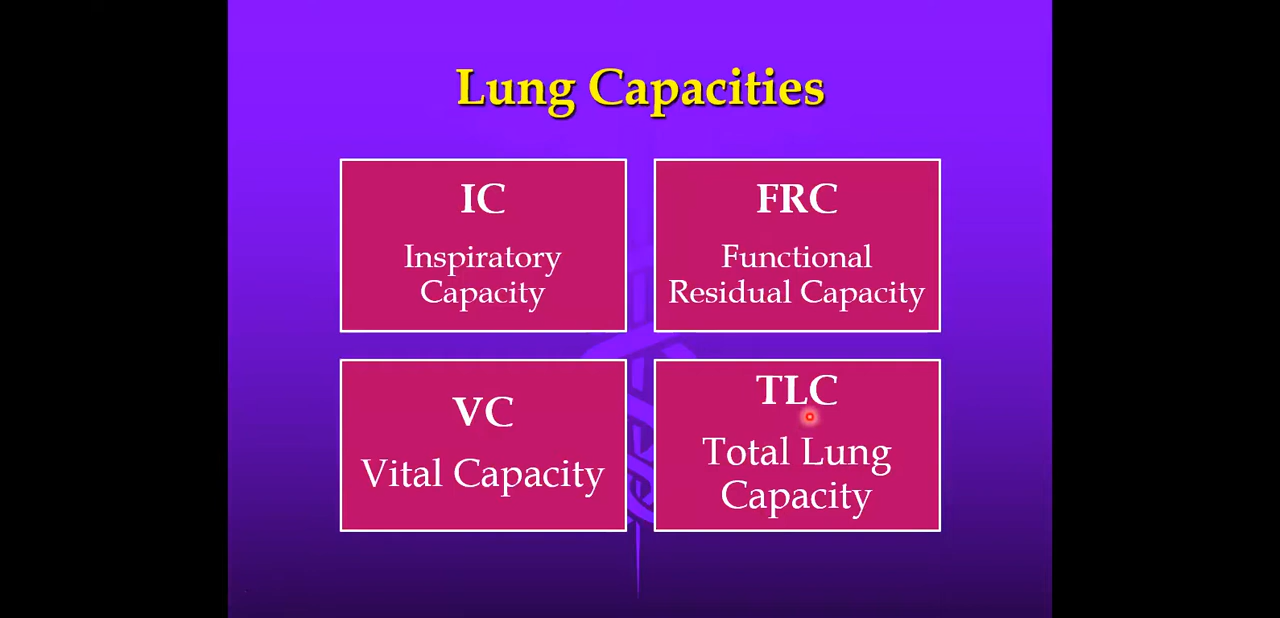 Lung Capacities
IC
Inspiratory
Capacity
FRC
Functional
Residual Capacity
VC
Vital Capacity
TLC
Total Lung
Capacity